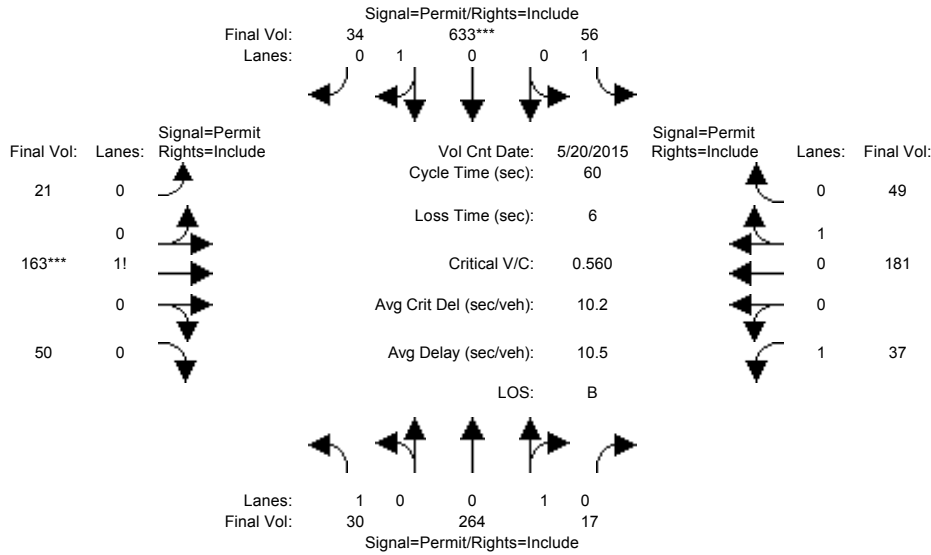 Signal=Permit/Rights=Include
Final Vol: 34 633*** 56
Lanes: 0 1 0 0 1
Signal=Permit Signal=Permit
Final Vol: Lanes: Rights=Include Vol Cnt Date: 5/20/2015 Rights=Include Lanes: Final Vol:
Cycle Time (sec): 60
21 0 0 49
Loss Time (sec): 6
0 1
163*** 1! Critical V/C: 0.560 0 181
0 Avg Crit Del (sec/veh): 10.2 0
50 0 Avg Delay (sec/veh): 10.5 1 37
LOS: B
Lanes: 1 0 0 1 0
Final Vol: 30 264 17
Signal=Permit/Rights=Include